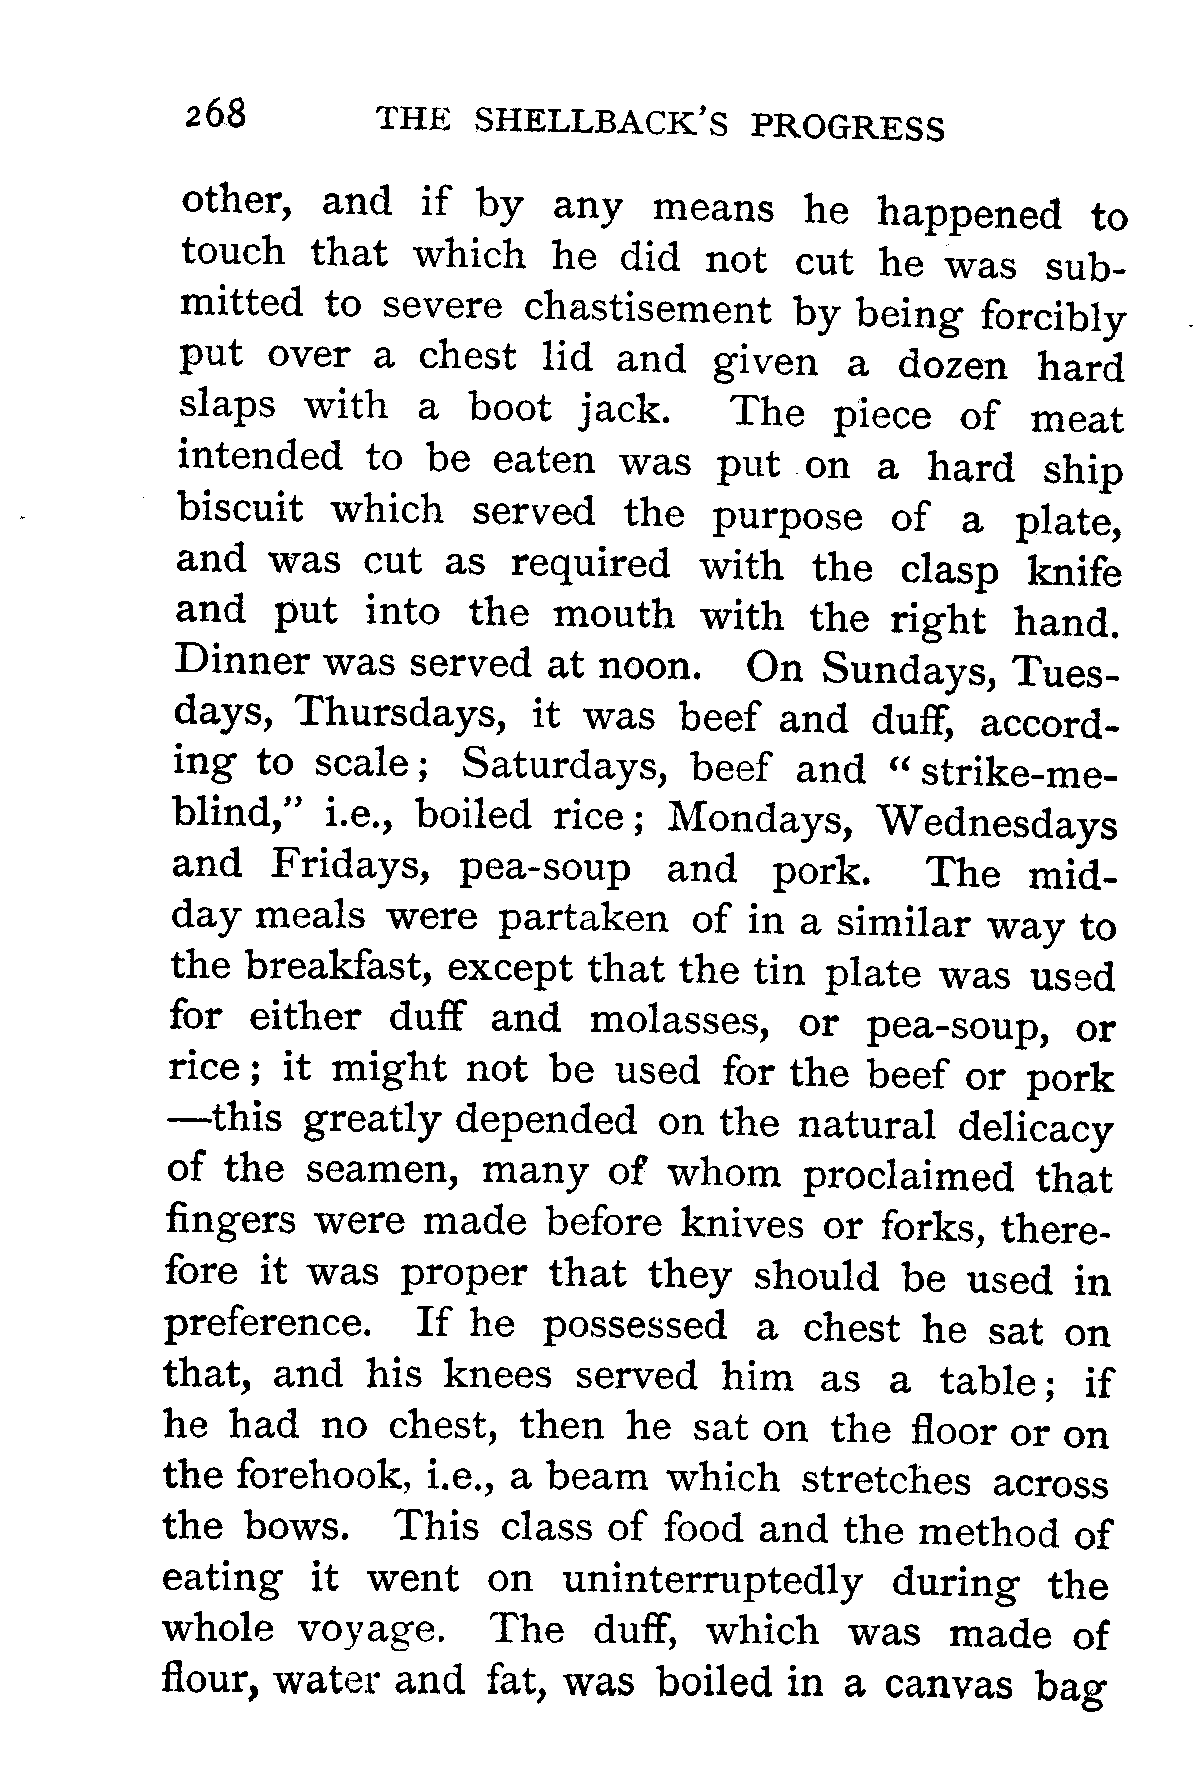 268 THE SHELLBACK'S PROGRESS
other, and if by any means he happened to
touch that which he did not cut he was sub-
mitted to severe chastisement by being forcibly
put over a chest lid and given a dozen hard
slaps with a boot jack. The piece of meat
intended to be eaten was put on a hard ship
biscuit which served the purpose of a plate,
and was cut as required with the clasp knife
and put into the mouth with the right hand.
Dinner was served at noon. On Sundays, Tues-
days, Thursdays, it was beef and duff, accord-
ing to scale; Saturdays, beef and "strike-me-
blind," i.e., boiled rice; Mondays, Wednesdays
and Fridays, pea-soup and pork. The mid-
day meals were partaken of in a similar way to
the breakfast, except that the tin plate was used
for either duff and molasses, or pea-soup, or
rice; it might not be used for the beef or pork
—this greatly depended on the natural delicacy
of the seamen, many of whom proclaimed that
fingers were made before knives or forks, there-
fore it was proper that they should be used in
preference. If he possessed a chest he sat on
that, and his knees served him as a table; if
he had no chest, then he sat on the floor or on
the forehook, i.e., a beam which stretches across
the bows. This class of food and the method of
eating it went on uninterruptedly during the
whole voyage. The duff, which was made of
flour, water and fat, was boiled in a canvas bag